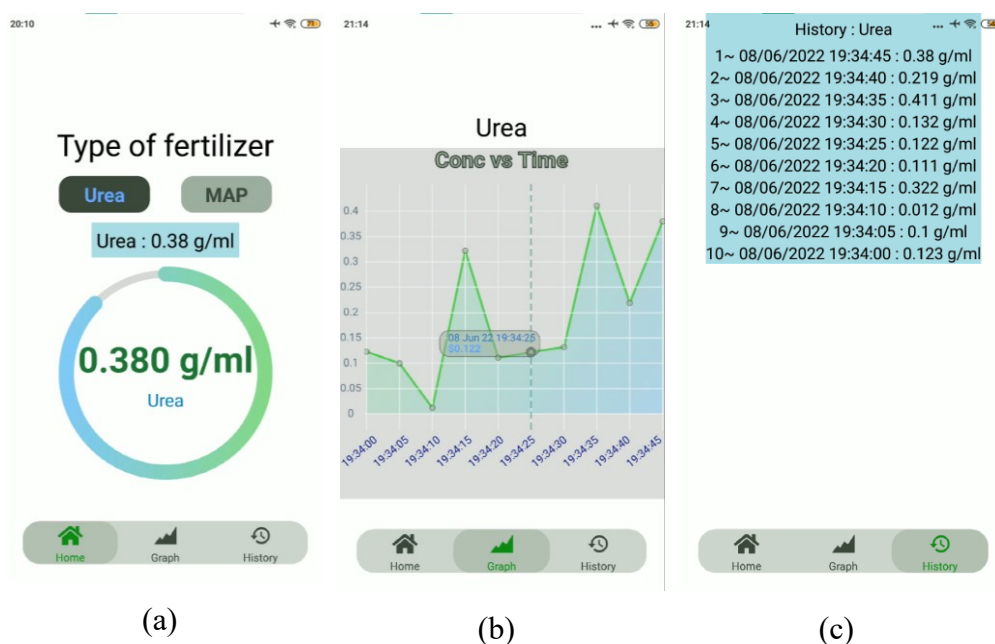 20:10
71
Type of fertilizer
Urea
MAP
Urea : 0.38 g/ml
0.380 g/ml
Urea
Home
Graph
History
(a)
21:14
... 55
Urea
Conc vs Time
0.4
0.35
0.3
0.25
0.2
0.15
0.1
0.05
0
08 Jun 22 19:34:25
$0.122
19:34:00
19:34:05
19:34:10
19:34:15
19:34:20
19:34:25
19:34:30
19:34:35
19:34:40
19:34:45
Home
Graph
History
(b)
21:14
... 54
History : Urea
1~ 08/06/2022 19:34:45 : 0.38 g/ml
2~ 08/06/2022 19:34:40 : 0.219 g/ml
3~ 08/06/2022 19:34:35 : 0.411 g/ml
4~ 08/06/2022 19:34:30 : 0.132 g/ml
5~ 08/06/2022 19:34:25 : 0.122 g/ml
6~ 08/06/2022 19:34:20 : 0.111 g/ml
7~ 08/06/2022 19:34:15 : 0.322 g/ml
8~ 08/06/2022 19:34:10 : 0.012 g/ml
9~ 08/06/2022 19:34:05 : 0.1 g/ml
10~ 08/06/2022 19:34:00 : 0.123 g/ml
Home
Graph
History
(c)